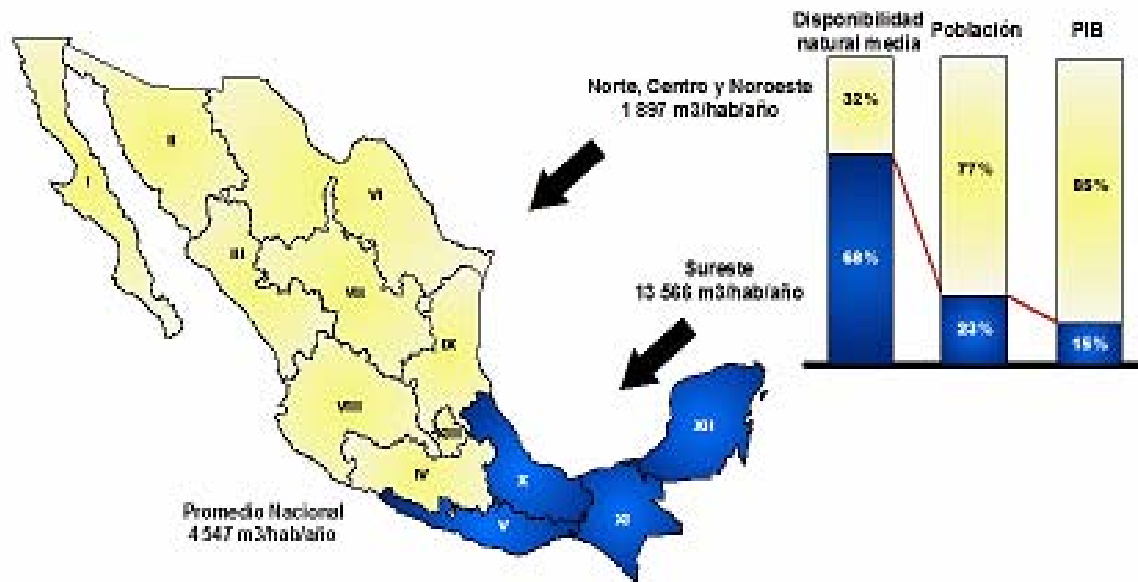 Disponibilidad
natural media
Población
PIB
Norte, Centro y Noroeste
1 897 m3/hab/año
32%
77%
85%
68%
23%
15%
Sureste
13 566 m3/hab/año
I
II
III
VI
VII
IX
VIII
IV
X
V
XI
XII
Promedio Nacional
4 547 m3/hab/año